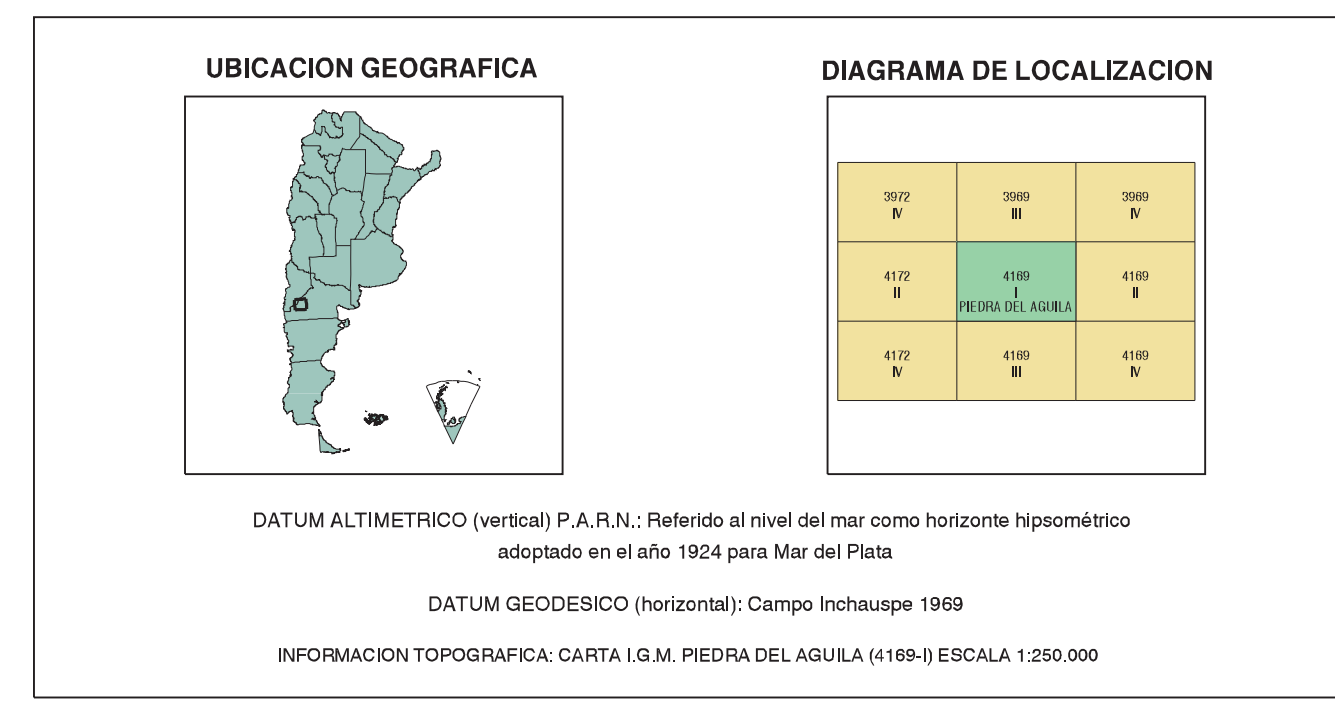 UBICACION GEOGRAFICA
DIAGRAMA DE LOCALIZACION
3972
IV
3969
III
3969
IV
4172
II
4169
I
PIEDRA DEL AGUILA
4169
II
4172
IV
4169
III
4169
IV
DATUM ALTIMETRICO (vertical) P.A.R.N.: Referido al nivel del mar como horizonte hipsométrico
adoptado en el año 1924 para Mar del Plata
DATUM GEODESICO (horizontal): Campo Inchauspe 1969
INFORMACION TOPOGRAFICA: CARTA I.G.M. PIEDRA DEL AGUILA (4169-I) ESCALA 1:250.000